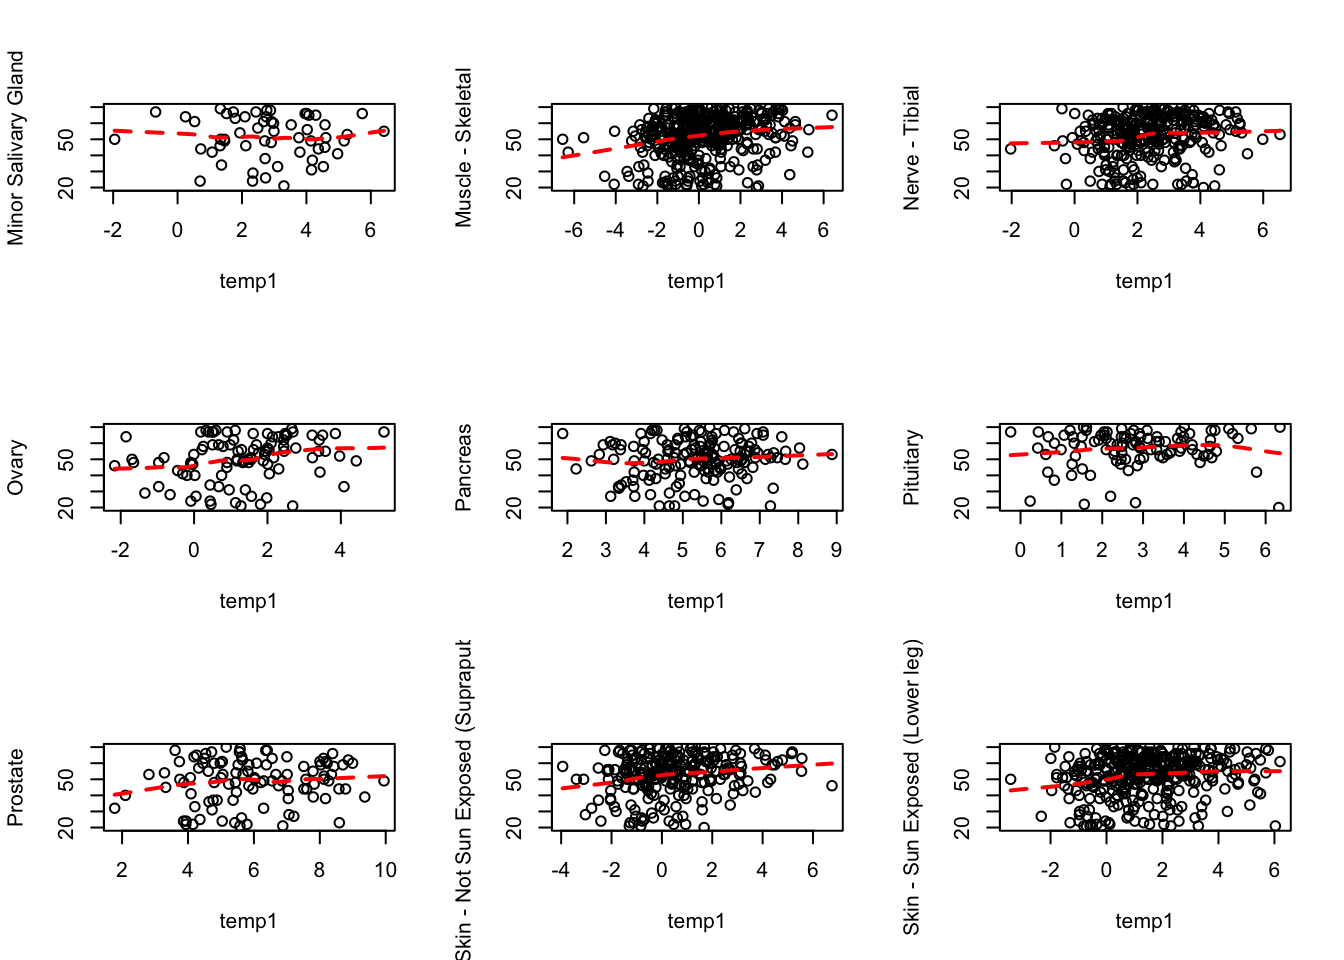 Minor Salivary Gland
20 50
-2 0 2 4 6
temp1
Muscle - Skeletal
20 50
-6 -4 -2 0 2 4 6
temp1
Nerve - Tibial
20 50
-2 0 2 4 6
temp1
Ovary
20 50
-2 0 2 4
temp1
Pancreas
20 50
2 3 4 5 6 7 8 9
temp1
Pituitary
20 50
0 1 2 3 4 5 6
temp1
Prostate
20 50
2 4 6 8 10
temp1
Skin - Not Sun Exposed (Suprapub
20 50
-4 -2 0 2 4 6
temp1
Skin - Sun Exposed (Lower leg)
20 50
-2 0 2 4 6
temp1